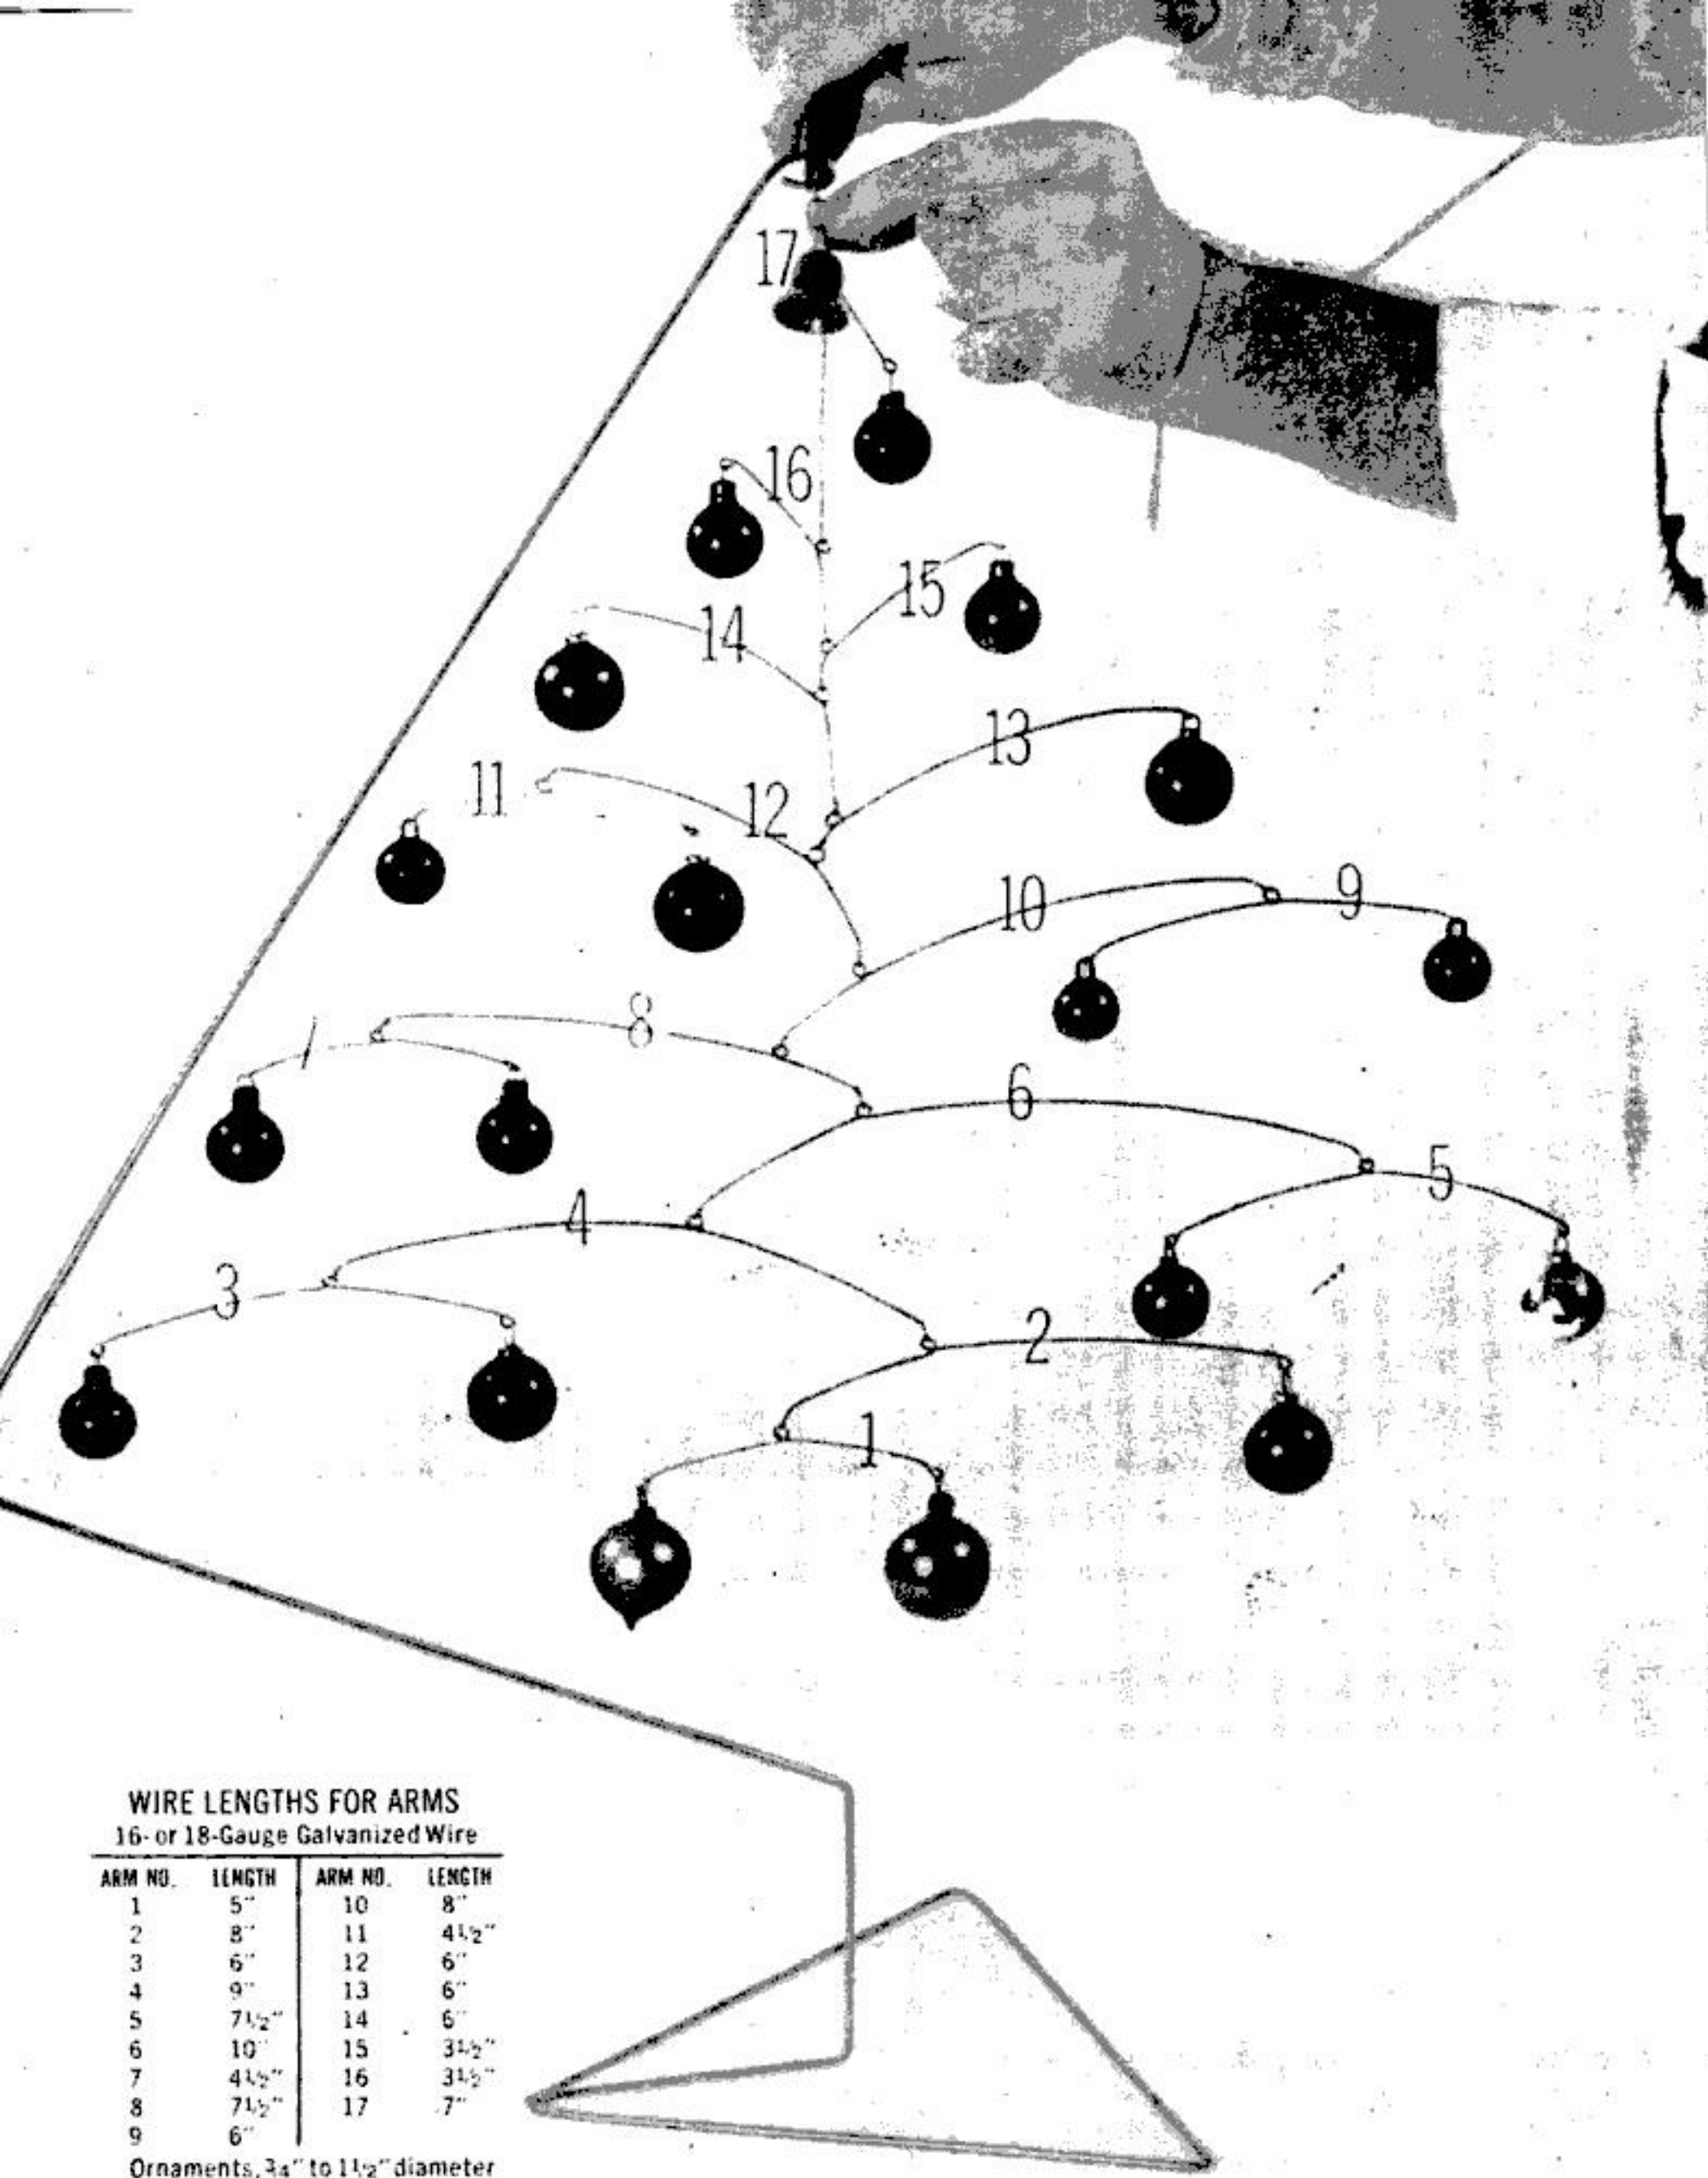 17
16
15
14
13
11
12
10
9
8
7
6
5
4
3
2
1
WIRE LENGTHS FOR ARMS
16- or 18-Gauge Galvanized Wire
ARM NO. LENGTH ARM NO. LENGTH
1 5" 10 8"
2 8" 11 4½"
3 6" 12 6"
4 9" 13 6"
5 7½" 14 6"
6 10" 15 3½"
7 4½" 16 3½"
8 7½" 17 7"
9 6"
Ornaments, ¾" to 1½" diameter